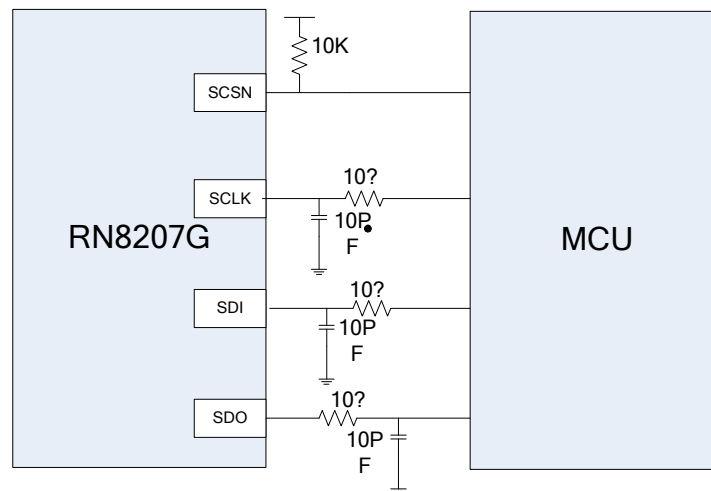 10K
SCSN
10?
SCLK
10P
F
RN8207G
MCU
10?
SDI
10P
F
10?
SDO
10P
F